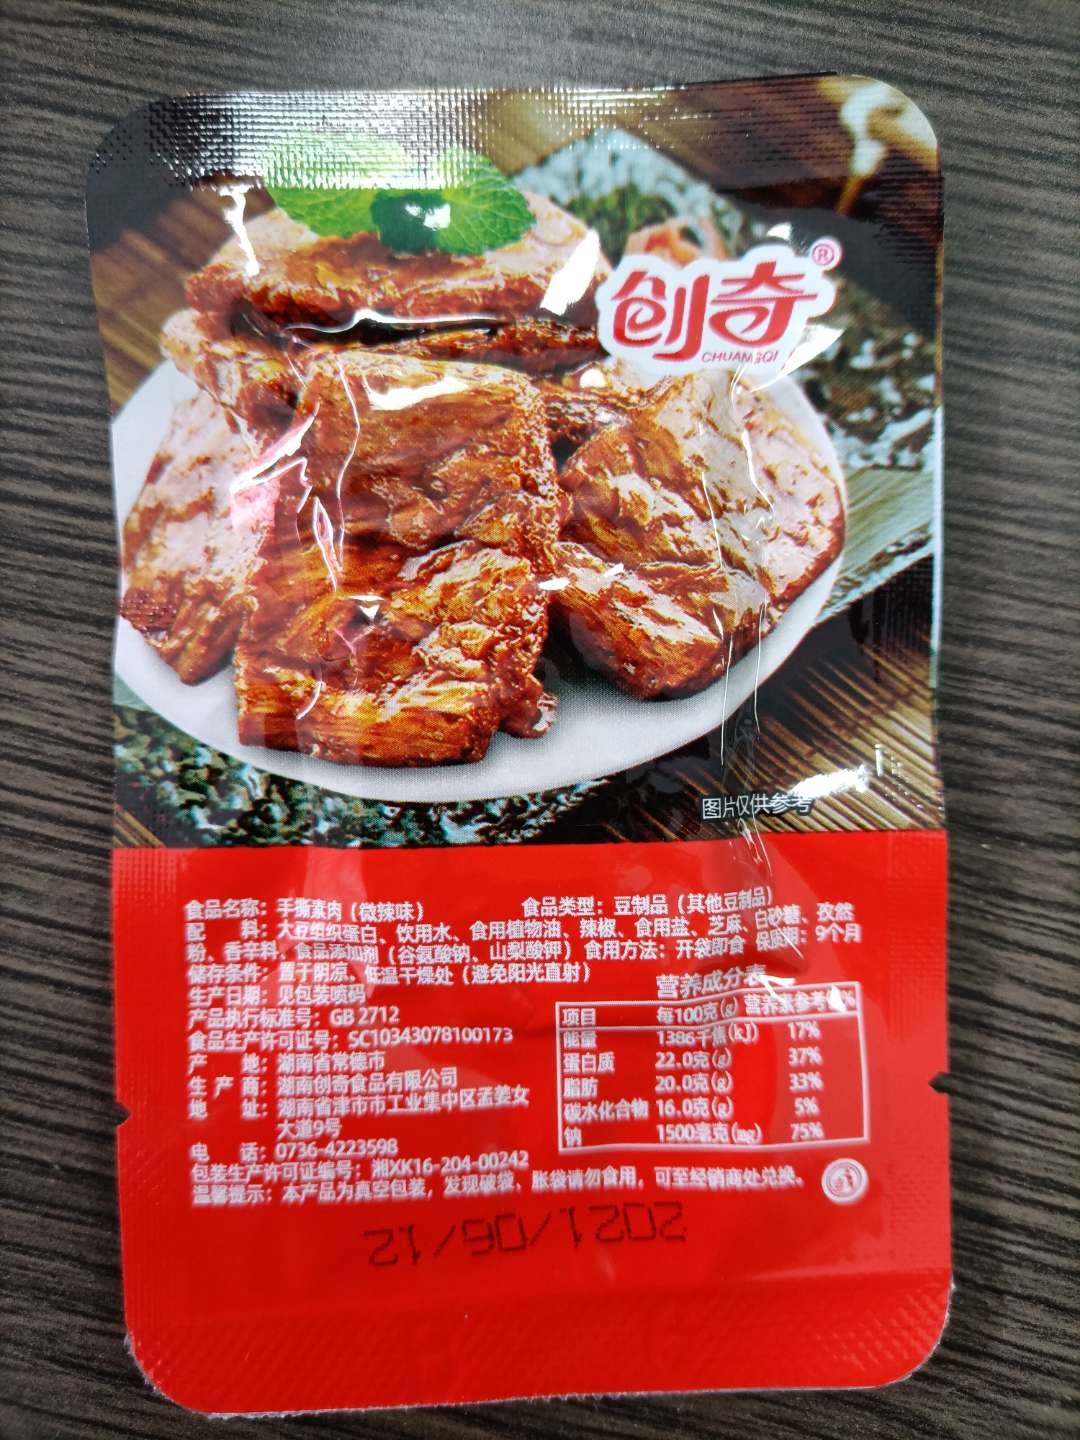 创奇®
CHUANGQI
图片仅供参考
食品名称：手撕素肉（微辣味） 食品类型：豆制品（其他豆制品）
配 料：大豆组织蛋白、饮用水、食用植物油、辣椒、食用盐、芝麻、白砂糖、孜然
粉、香辛料、食品添加剂（谷氨酸钠、山梨酸钾） 食用方法：开袋即食 保质期：9个月
储存条件：置于阴凉、低温干燥处（避免阳光直射）
生产日期：见包装喷码
产品执行标准号：GB 2712
食品生产许可证号：SC10343078100173
产 地：湖南省常德市
生 产 商：湖南创奇食品有限公司
地 址：湖南省津市市工业集中区孟姜女
大道9号
电 话：0736-4223598
包装生产许可证编号：湘XK16-204-00242
温馨提示：本产品为真空包装，发现破袋、胀袋请勿食用，可至经销商处兑换。
营养成分表
项目 每100克(g) 营养素参考值%
能量 1386千焦(kJ) 17%
蛋白质 22.0克(g) 37%
脂肪 20.0克(g) 33%
碳水化合物 16.0克(g) 5%
钠 1500毫克(mg) 75%
2021/06/12